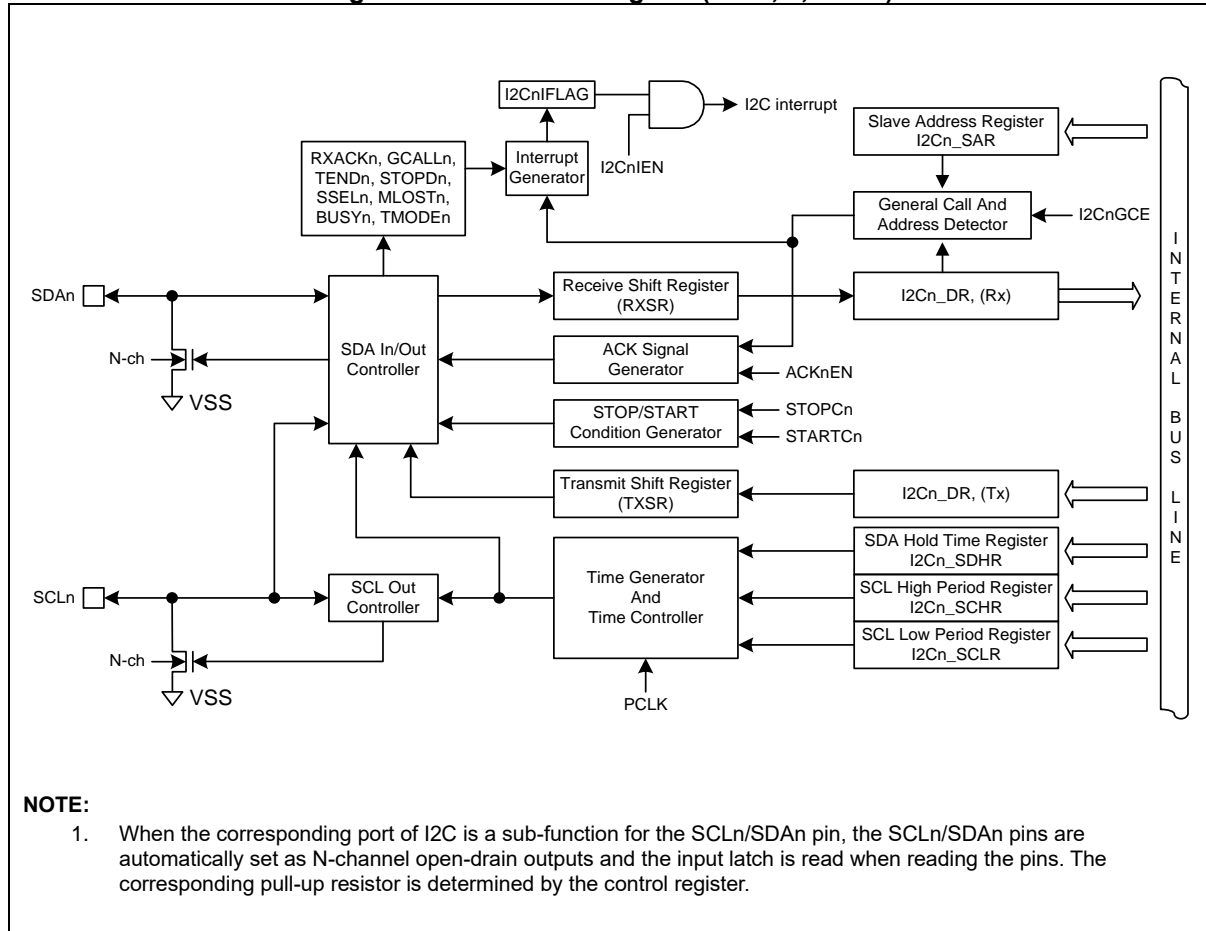 I2CnIFLAG
I2C interrupt
I2CnIEN
Slave Address Register
I2Cn_SAR
RXACKn, GCALLn,
TENDn, STOPDn,
SSELn, MLOSTn,
BUSYn, TMODEn
Interrupt
Generator
General Call And
Address Detector
I2CnGCE
SDAn
Receive Shift Register
(RXSR)
I2Cn_DR, (Rx)
N-ch
SDA In/Out
Controller
ACK Signal
Generator
ACKnEN
VSS
STOP/START
Condition Generator
STOPCn
STARTCn
Transmit Shift Register
(TXSR)
I2Cn_DR, (Tx)
SDA Hold Time Register
I2Cn_SDHR
SCLn
SCL Out
Controller
Time Generator
And
Time Controller
SCL High Period Register
I2Cn_SCHR
SCL Low Period Register
I2Cn_SCLR
N-ch
VSS
PCLK
INTERNAL BUS LINE
NOTE:
1. When the corresponding port of I2C is a sub-function for the SCLn/SDAn pin, the SCLn/SDAn pins are
automatically set as N-channel open-drain outputs and the input latch is read when reading the pins. The
corresponding pull-up resistor is determined by the control register.